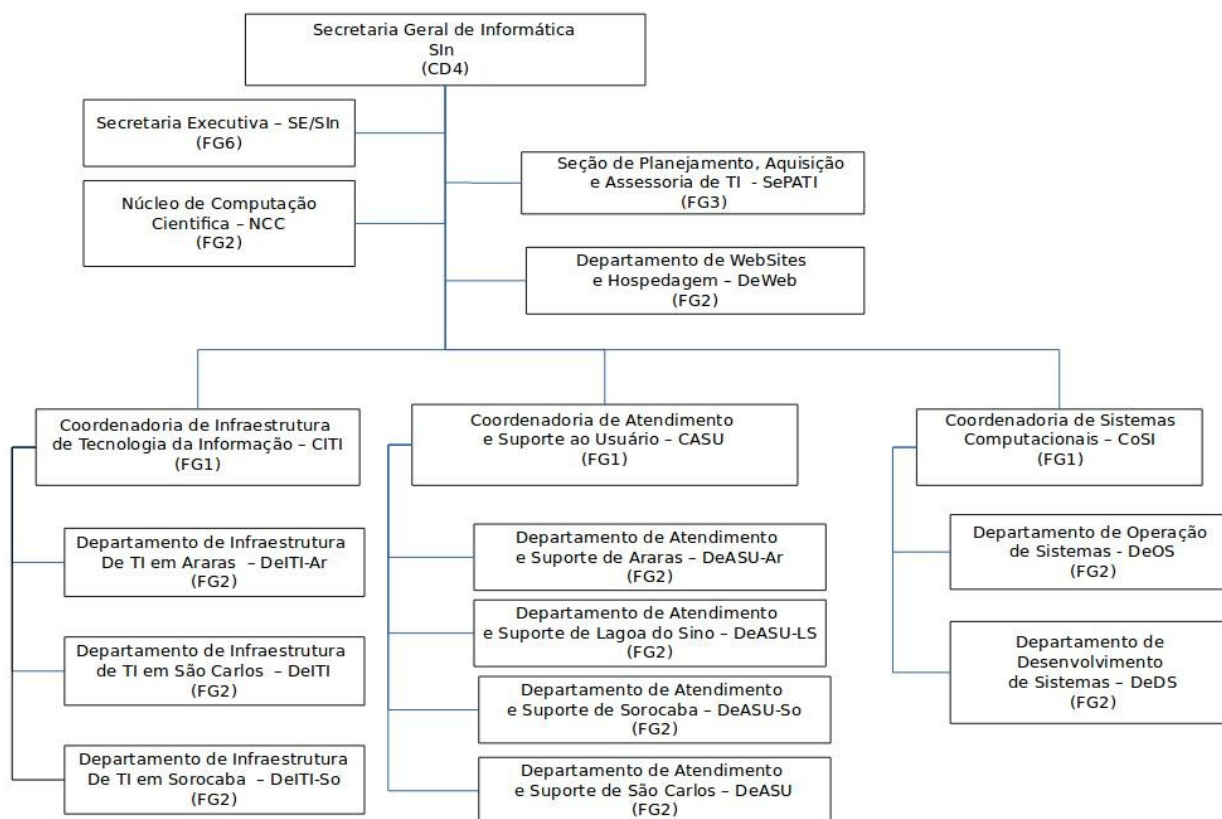 Secretaria Geral de Informática
SIn
(CD4)
Secretaria Executiva – SE/SIn
(FG6)
Seção de Planejamento, Aquisição
e Assessoria de TI - SePATI
(FG3)
Núcleo de Computação
Cientifica – NCC
(FG2)
Departamento de WebSites
e Hospedagem – DeWeb
(FG2)
Coordenadoria de Infraestrutura
de Tecnologia da Informação – CITI
(FG1)
Departamento de Infraestrutura
De TI em Araras – DeITI-Ar
(FG2)
Departamento de Infraestrutura
de TI em São Carlos – DeITI
(FG2)
Departamento de Infraestrutura
De TI em Sorocaba – DeITI-So
(FG2)
Coordenadoria de Atendimento
e Suporte ao Usuário – CASU
(FG1)
Departamento de Atendimento
e Suporte de Araras – DeASU-Ar
(FG2)
Departamento de Atendimento
e Suporte de Lagoa do Sino – DeASU-LS
(FG2)
Departamento de Atendimento
e Suporte de Sorocaba – DeASU-So
(FG2)
Departamento de Atendimento
e Suporte de São Carlos – DeASU
(FG2)
Coordenadoria de Sistemas
Computacionais – CoSI
(FG1)
Departamento de Operação
de Sistemas - DeOS
(FG2)
Departamento de
Desenvolvimento
de Sistemas – DeDS
(FG2)